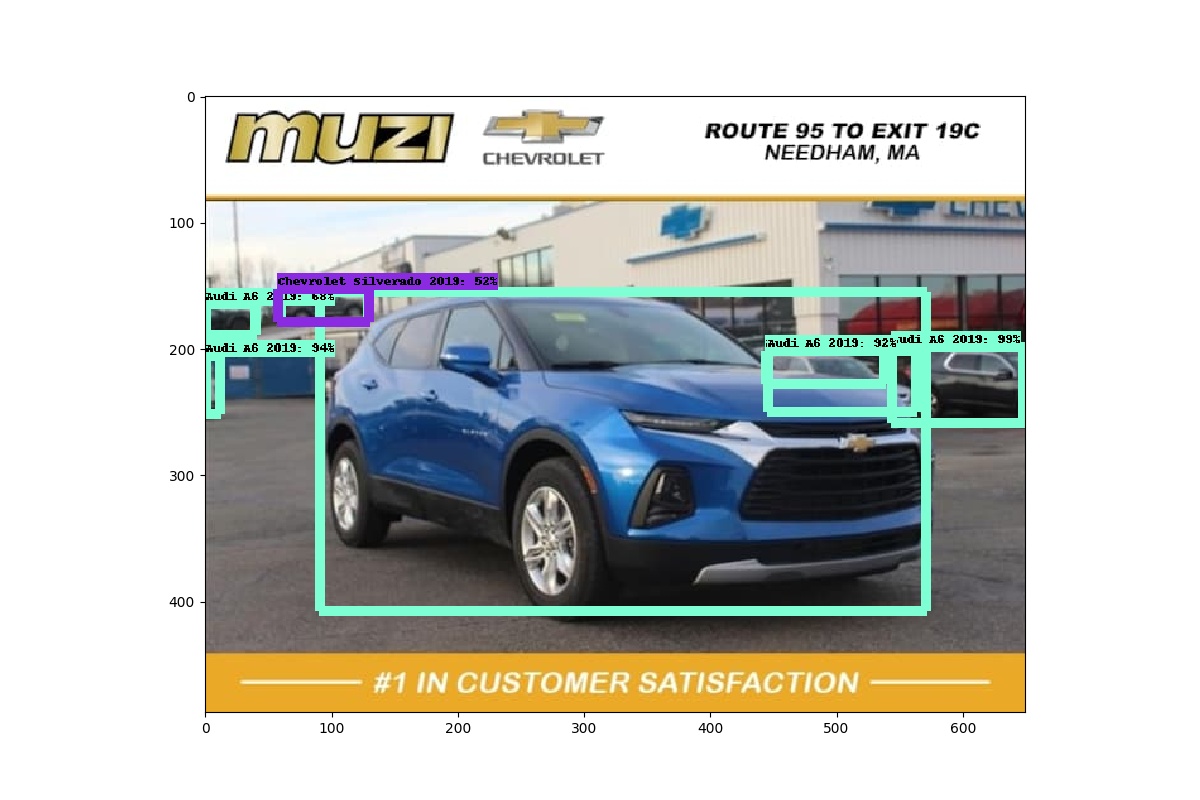 0
muzi
CHEVROLET
ROUTE 95 TO EXIT 19C
NEEDHAM, MA
100
CHEV
Chevrolet Silverado 2019: 52%
Audi A6 2019: 68%
200
Audi A6 2019: 94%
Audi A6 2019: 92%
Audi A6 2019: 99%
300
400
#1 IN CUSTOMER SATISFACTION
0 100 200 300 400 500 600